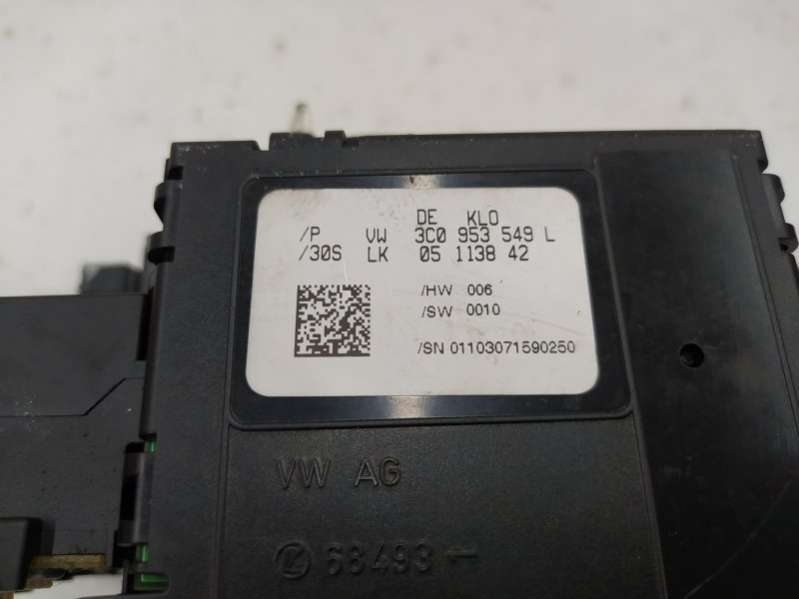 DE KLO
/P VW 3C0 953 549 L
/30S LK 05 1138 42
/HW 006
/SW 0010
/SN 01103071590250
VW AG
68493